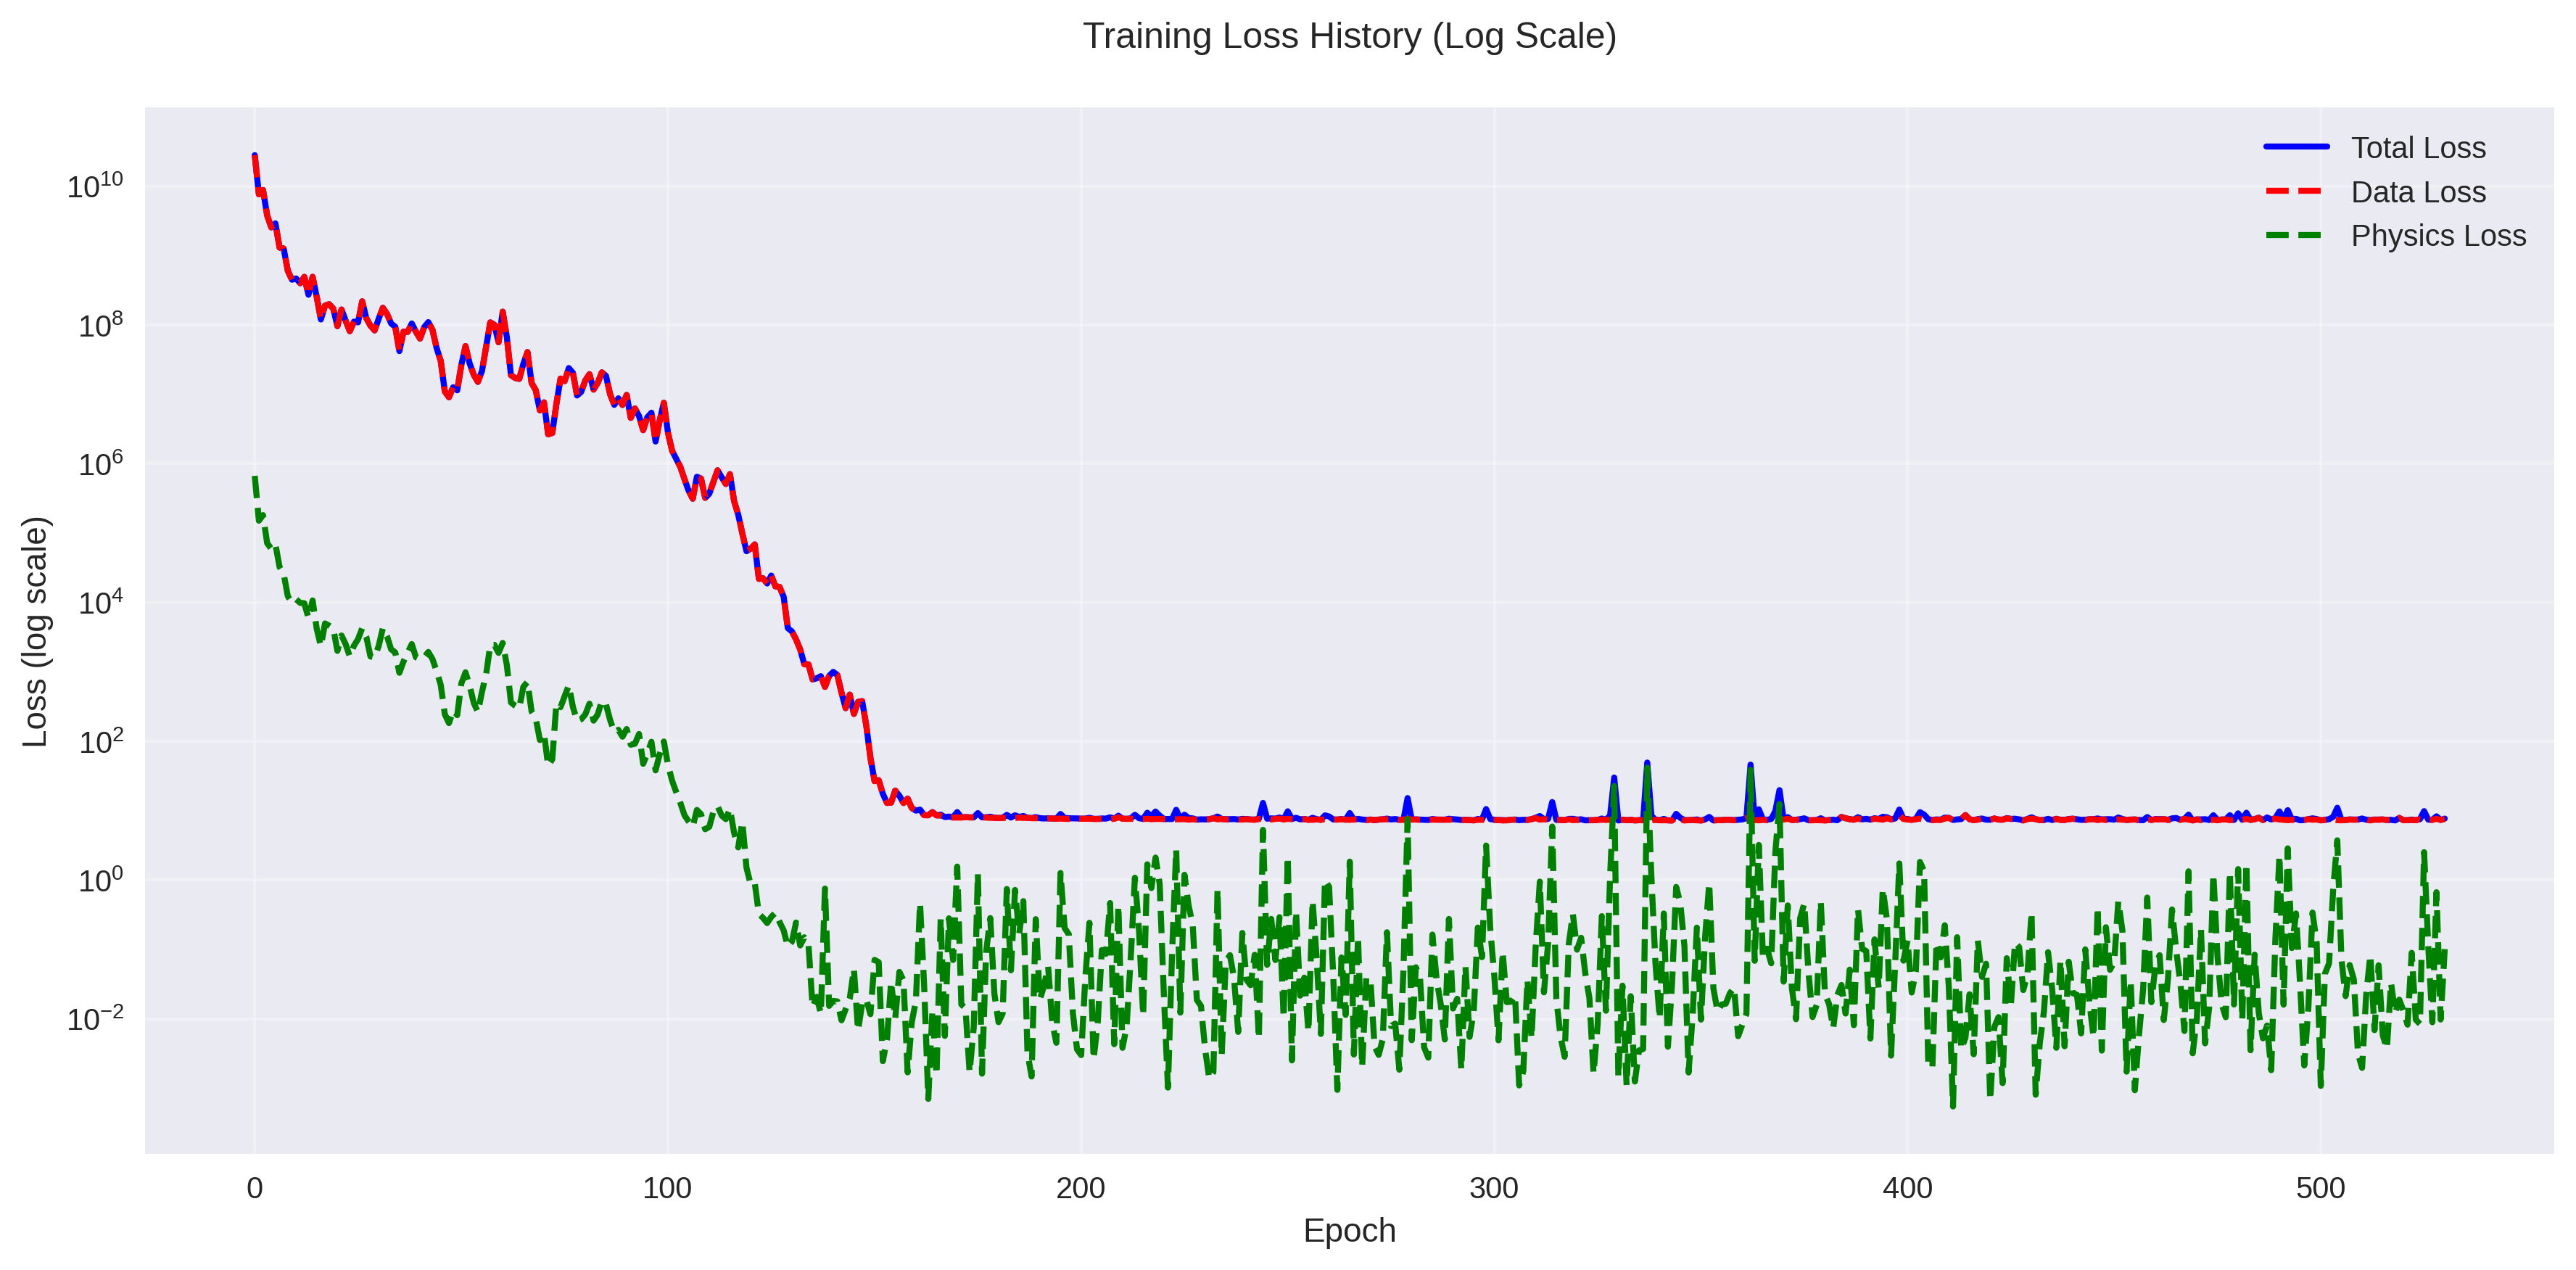 Training Loss History (Log Scale)
Total Loss
Data Loss
Physics Loss
Loss (log scale)
10¹⁰
10⁸
10⁶
10⁴
10²
10⁰
10⁻²
0 100 200 300 400 500
Epoch